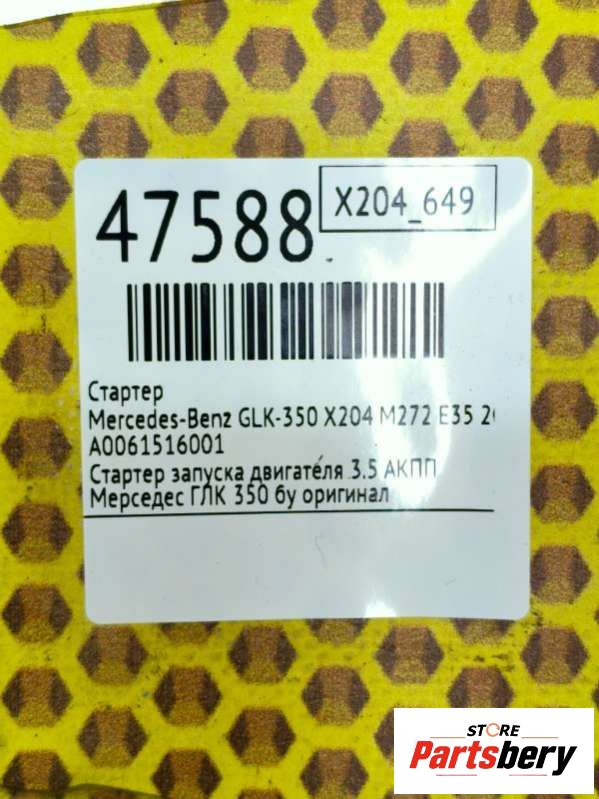 47588
X204_649
Стартер
Mercedes-Benz GLK-350 X204 M272 E35
A0061516001
Стартер запуска двигателя 3.5 АКПП
Мерседес ГЛК 350 бу оригинал
STORE
Partsbery